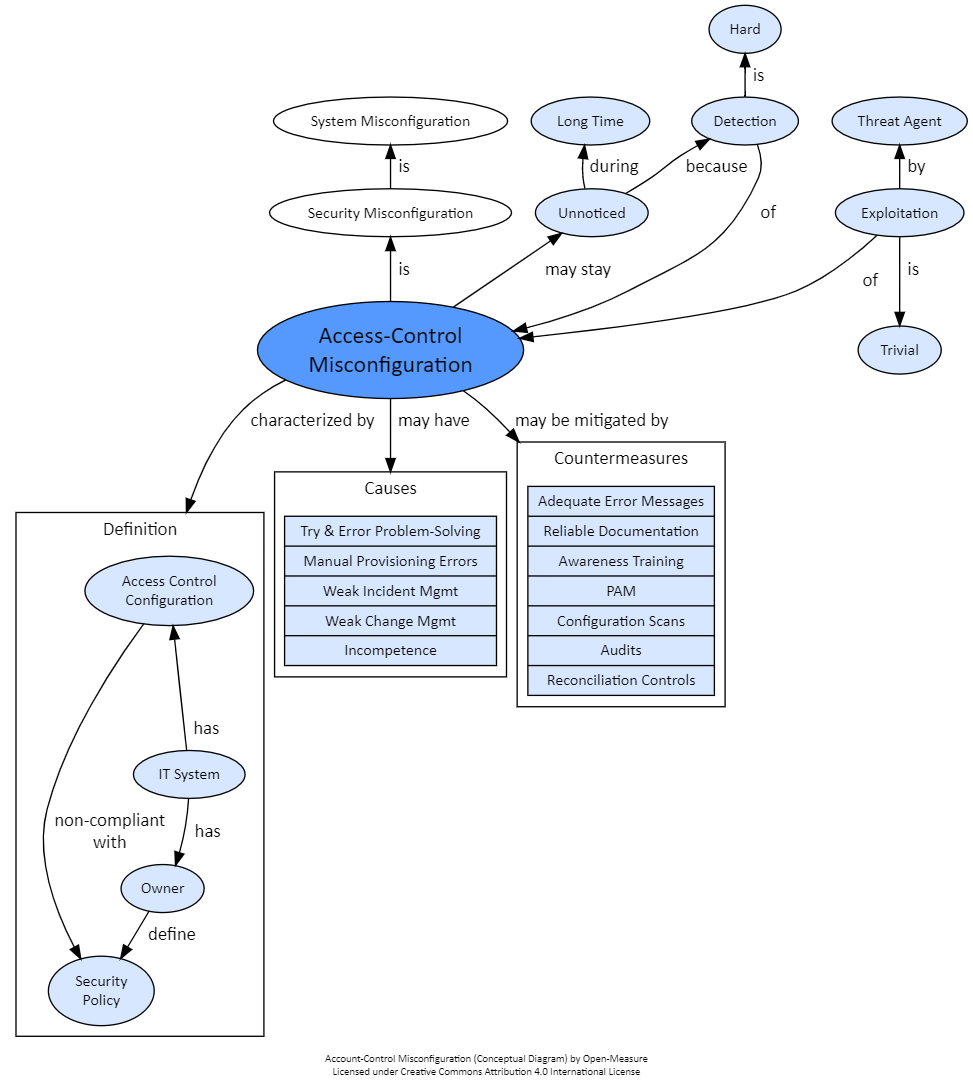 Hard
is
System Misconfiguration
Long Time
Detection
Threat Agent
is
during
because
by
Security Misconfiguration
Unnoticed
of
Exploitation
is
may stay
of
is
Access-Control
Misconfiguration
Trivial
characterized by
may have
may be mitigated by
Definition
Access Control
Configuration
has
IT System
non-compliant
with
has
Owner
define
Security
Policy
Causes
Try & Error Problem-Solving
Manual Provisioning Errors
Weak Incident Mgmt
Weak Change Mgmt
Incompetence
Countermeasures
Adequate Error Messages
Reliable Documentation
Awareness Training
PAM
Configuration Scans
Audits
Reconciliation Controls
Account-Control Misconfiguration (Conceptual Diagram) by Open-Measure
Licensed under Creative Commons Attribution 4.0 International License